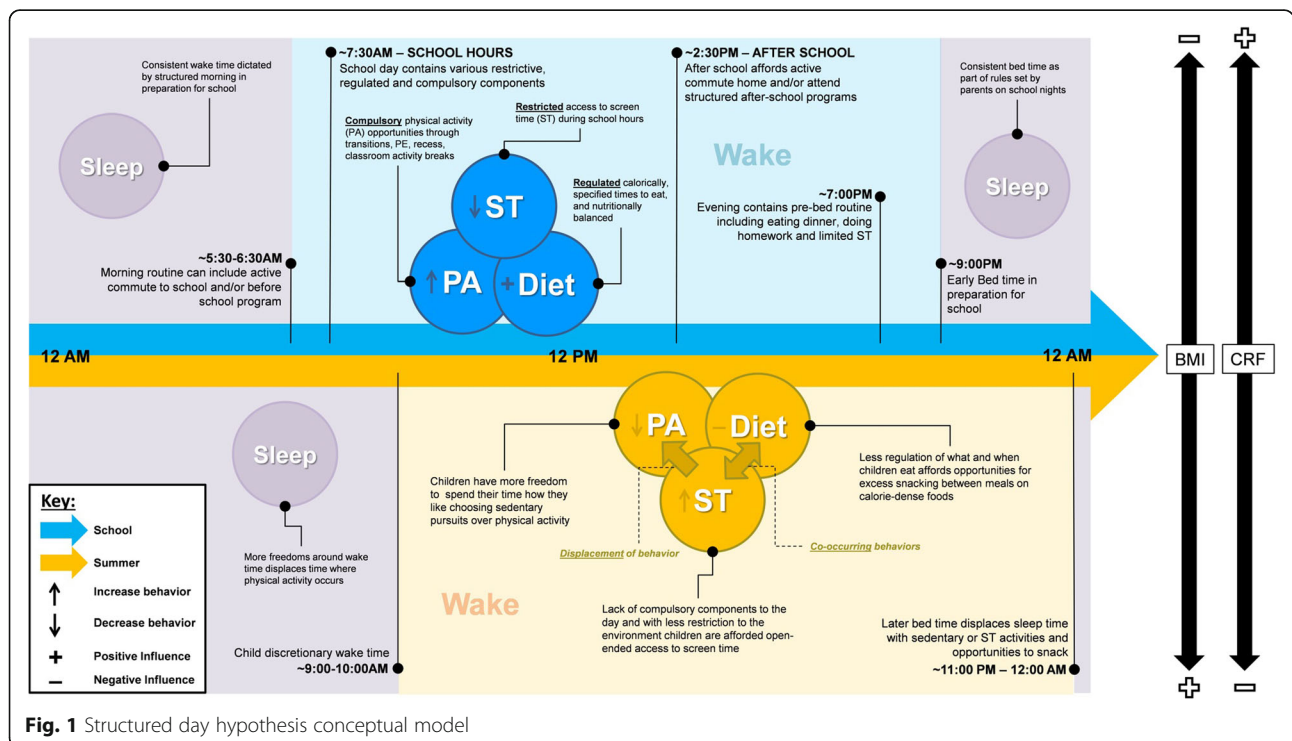 Consistent wake time dictated
by structured morning in
preparation for school
Sleep
~5:30-6:30AM
Morning routine can include active
commute to school and/or before
school program
~7:30AM – SCHOOL HOURS
School day contains various restrictive,
regulated and compulsory components
Compulsory physical activity
(PA) opportunities through
transitions, PE, recess,
classroom activity breaks
Restricted access to screen
time (ST) during school hours
Regulated calorically,
specified times to eat,
and nutritionally
balanced
↓ ST
↑ PA
+ Diet
~2:30PM – AFTER SCHOOL
After school affords active
commute home and/or attend
structured after-school programs
Wake
~7:00PM
Evening contains pre-bed routine
including eating dinner, doing
homework and limited ST
Consistent bed time as
part of rules set by
parents on school nights
Sleep
~9:00PM
Early Bed time in
preparation for
school
12 AM
12 PM
12 AM
Sleep
More freedoms around wake
time displaces time where
physical activity occurs
Child discretionary wake time
~9:00-10:00AM
Wake
Children have more freedom
to spend their time how they
like choosing sedentary
pursuits over physical activity
↓ PA
– Diet
↑ ST
Displacement of behavior
Co-occurring behaviors
Less regulation of what and when
children eat affords opportunities for
excess snacking between meals on
calorie-dense foods
Lack of compulsory components to the
day and with less restriction to the
environment children are afforded open-
ended access to screen time
Later bed time displaces sleep time
with sedentary or ST activities and
opportunities to snack
~11:00 PM – 12:00 AM
Key:
School
Summer
↑ Increase behavior
↓ Decrease behavior
+ Positive Influence
– Negative Influence
– +
BMI CRF
+ –
Fig. 1 Structured day hypothesis conceptual model